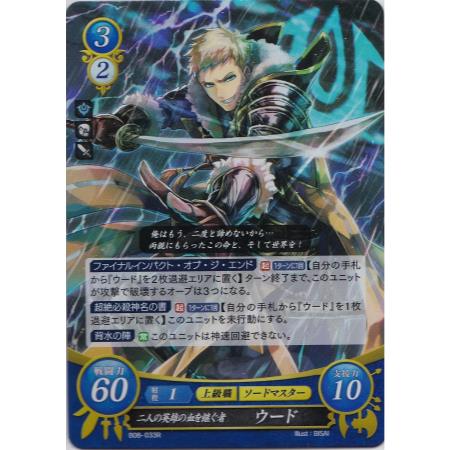 3
2
俺はもう、二度と諦めないから…
両親にもらったこの命と、そして世界を!
ファイナルインパクト・オブ・ジ・エンド 起 1ターンに1回 【自分の手札
から『ウード』を2枚退避エリアに置く】ターン終了まで、このユニット
が攻撃で破壊するオーブは3つになる。
超絶必殺神名の書 起 1ターンに1回 【自分の手札から『ウード』を1枚
退避エリアに置く】このユニットを未行動にする。
背水の陣 常 このユニットは神速回避できない。
戦闘力
60
射程 1
上級職 ソードマスター
支援力
10
二人の英雄の血を継ぐ者 ウード
B08-033R
Illust : BISAI